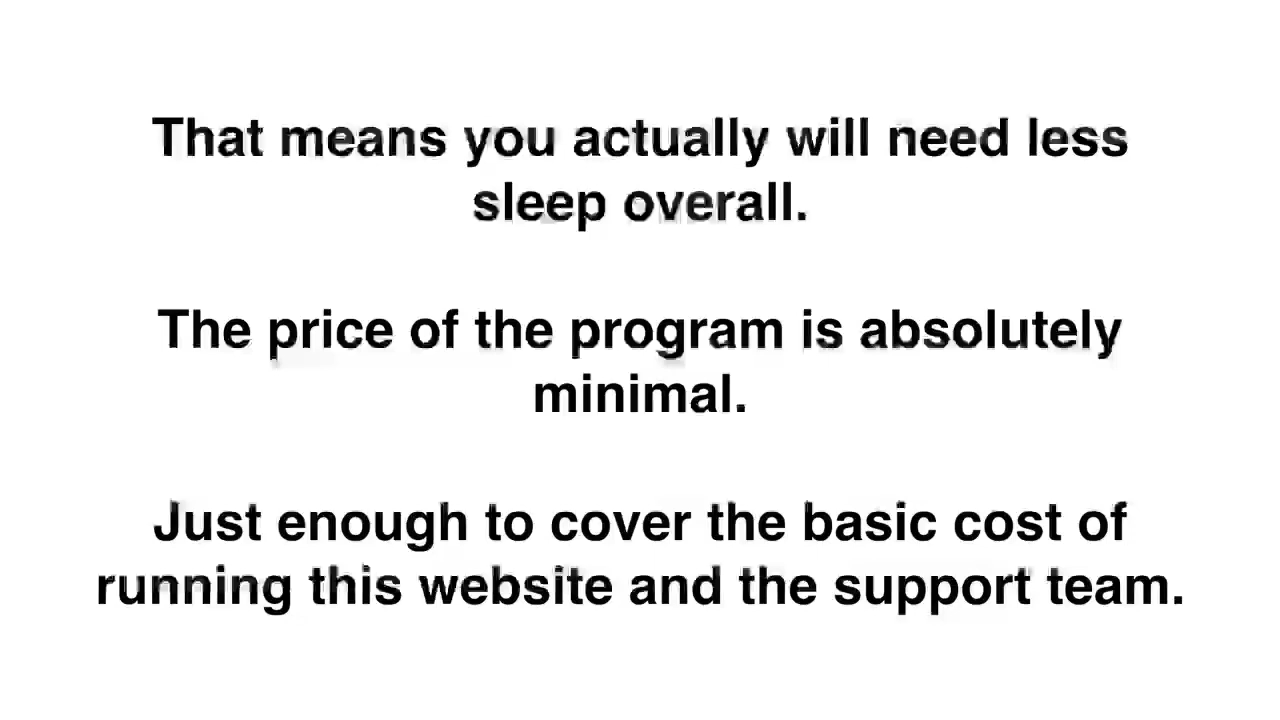 That means you actually will need less
sleep overall.
The price of the program is absolutely
minimal.
Just enough to cover the basic cost of
running this website and the support team.